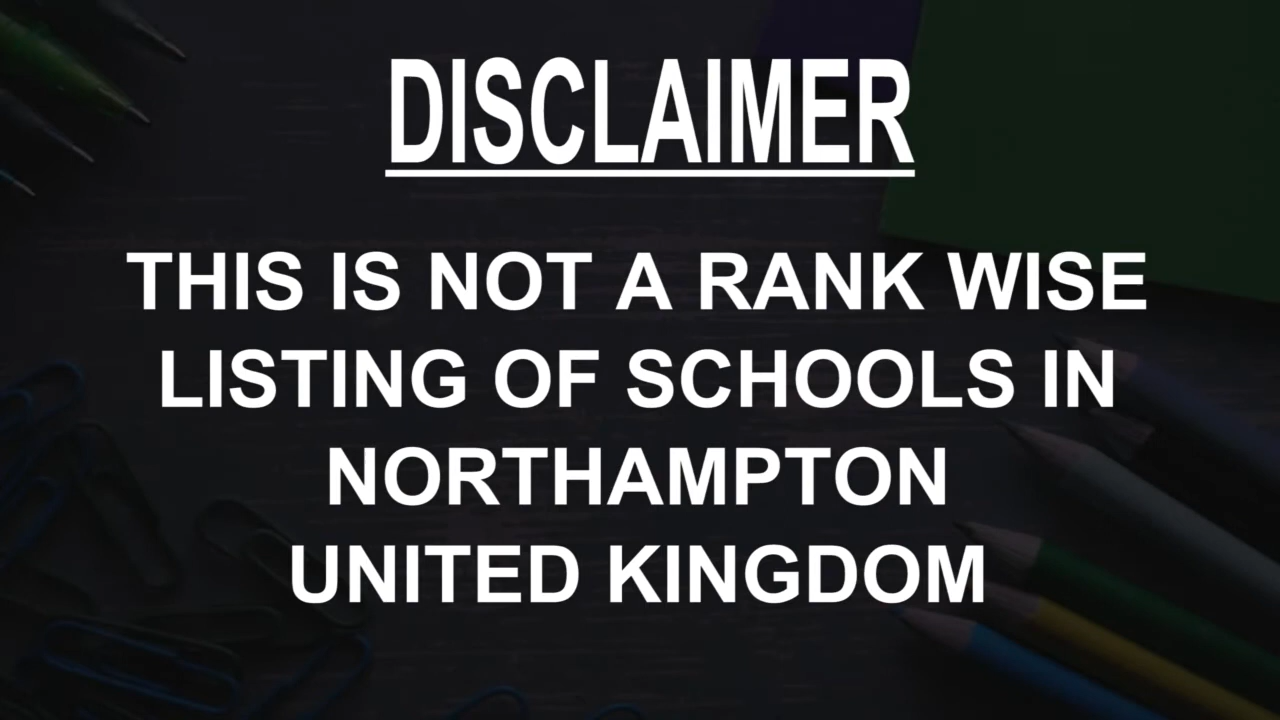 DISCLAIMER
THIS IS NOT A RANK WISE
LISTING OF SCHOOLS IN
NORTHAMPTON
UNITED KINGDOM